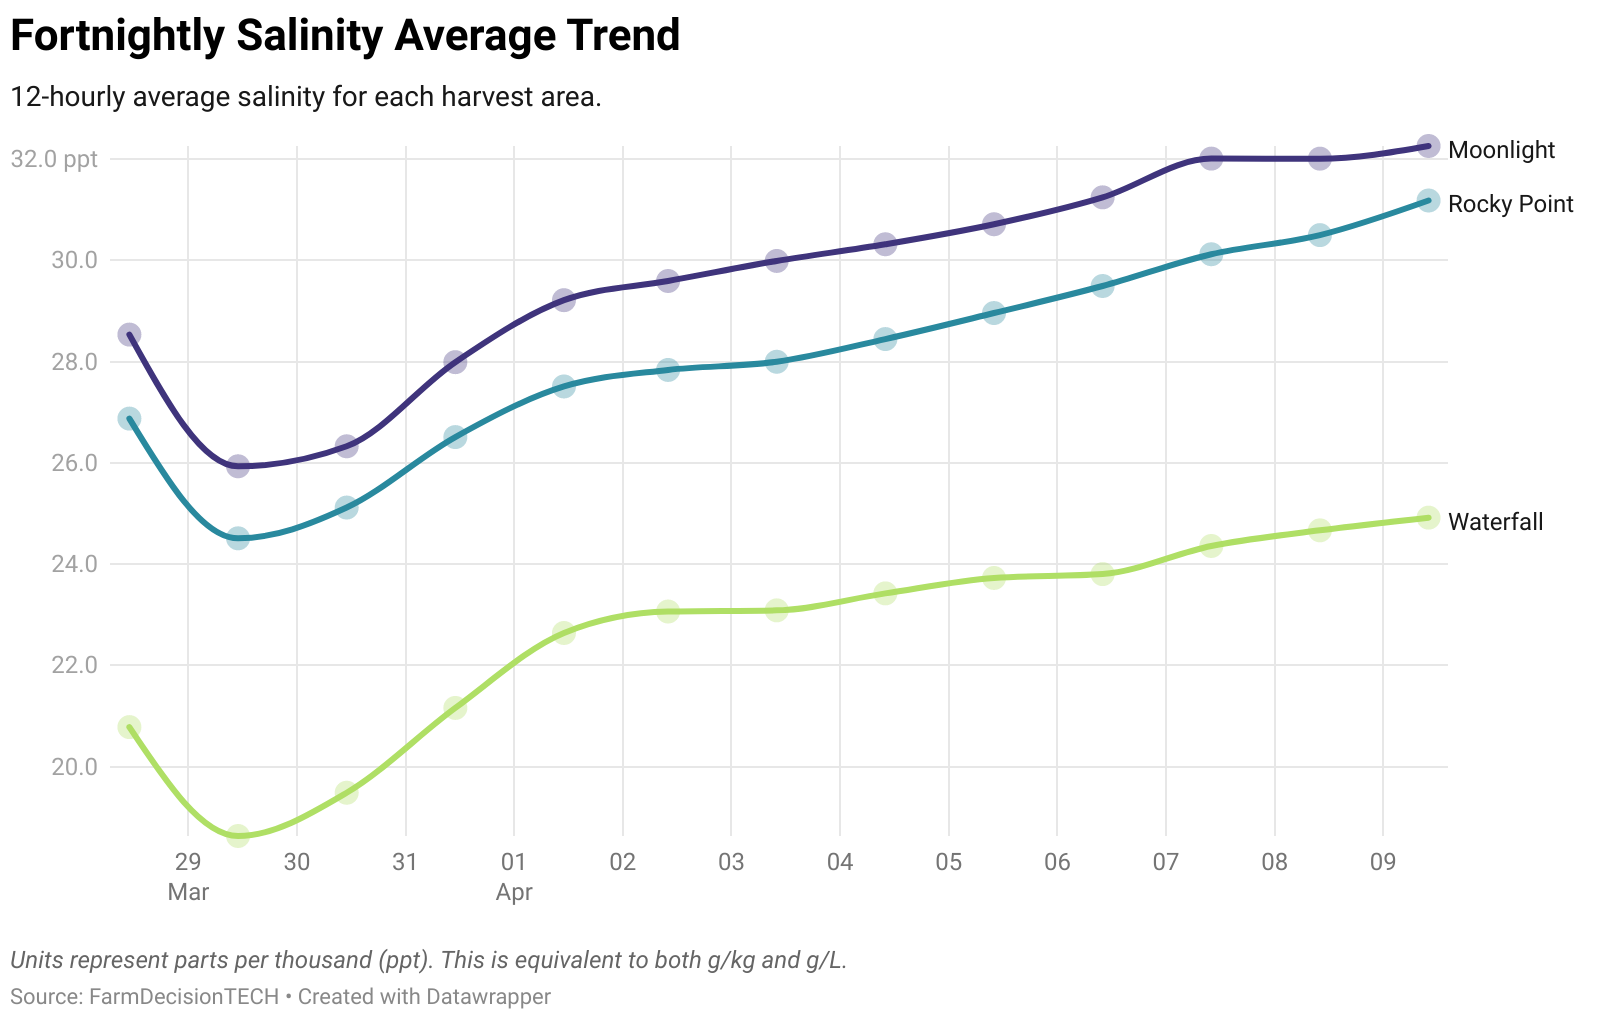 Fortnightly Salinity Average Trend
12-hourly average salinity for each harvest area.
32.0 ppt
Moonlight
Rocky Point
30.0
28.0
26.0
Waterfall
24.0
22.0
20.0
29 30 31 01 02 03 04 05 06 07 08 09
Mar Apr
Units represent parts per thousand (ppt). This is equivalent to both g/kg and g/L.
Source: FarmDecisionTECH • Created with Datawrapper